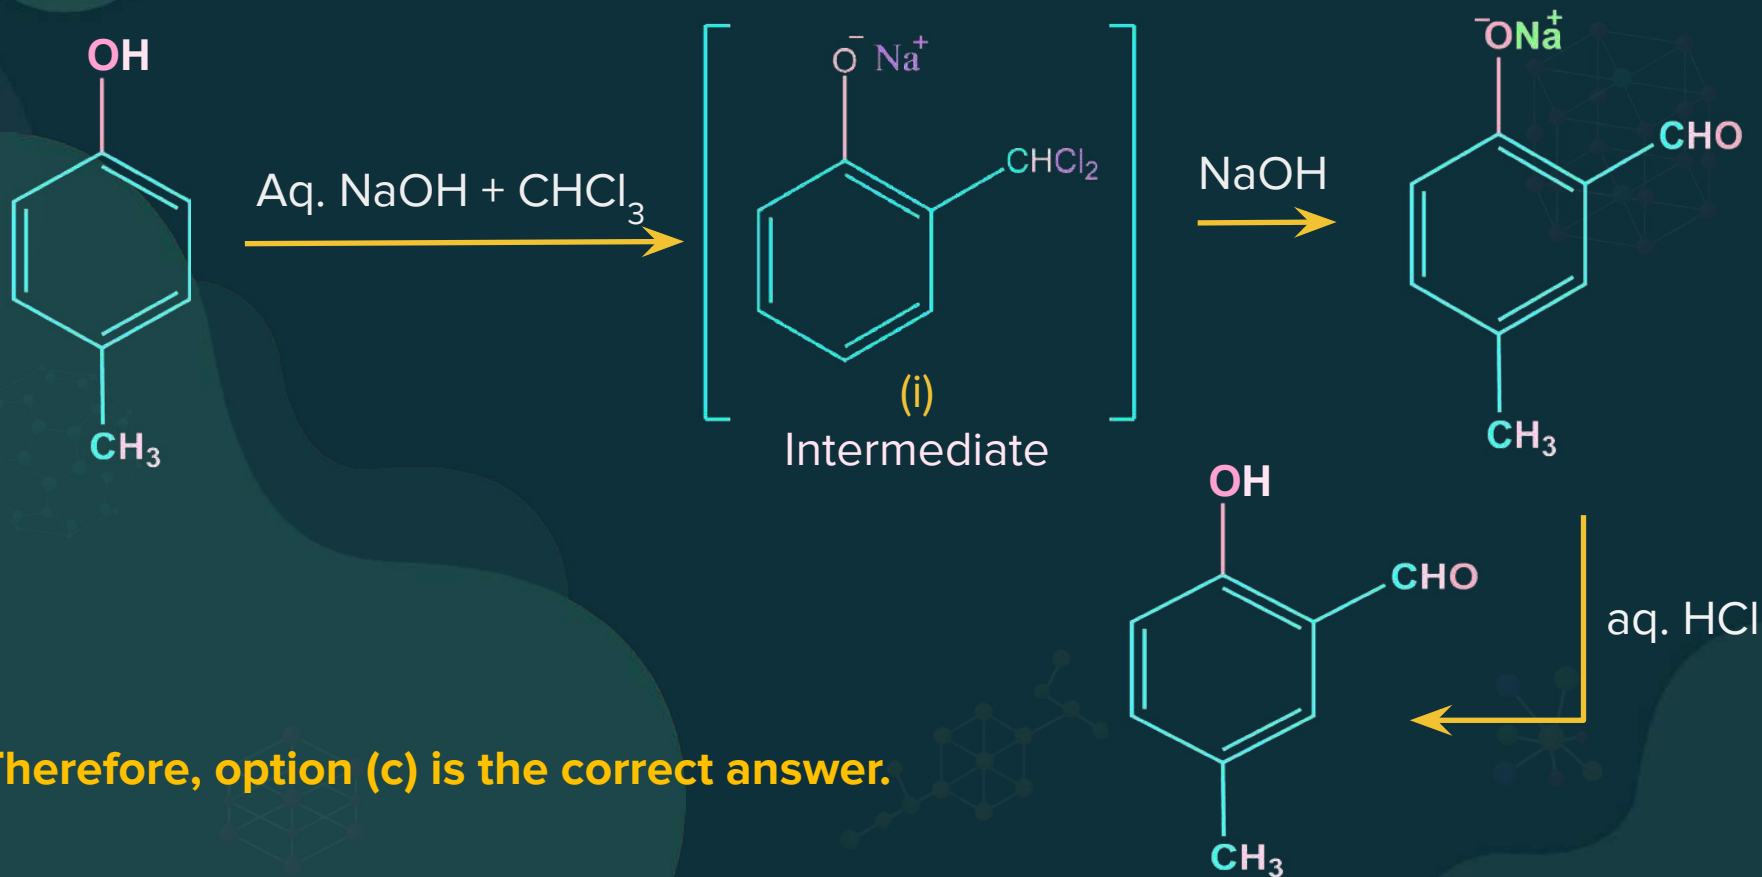 OH
CH₃
Aq. NaOH + CHCl₃
O⁻ Na⁺
CHCl₂
(i)
Intermediate
NaOH
⁻ONa⁺
CHO
CH₃
aq. HCl
OH
CHO
CH₃
Therefore, option (c) is the correct answer.